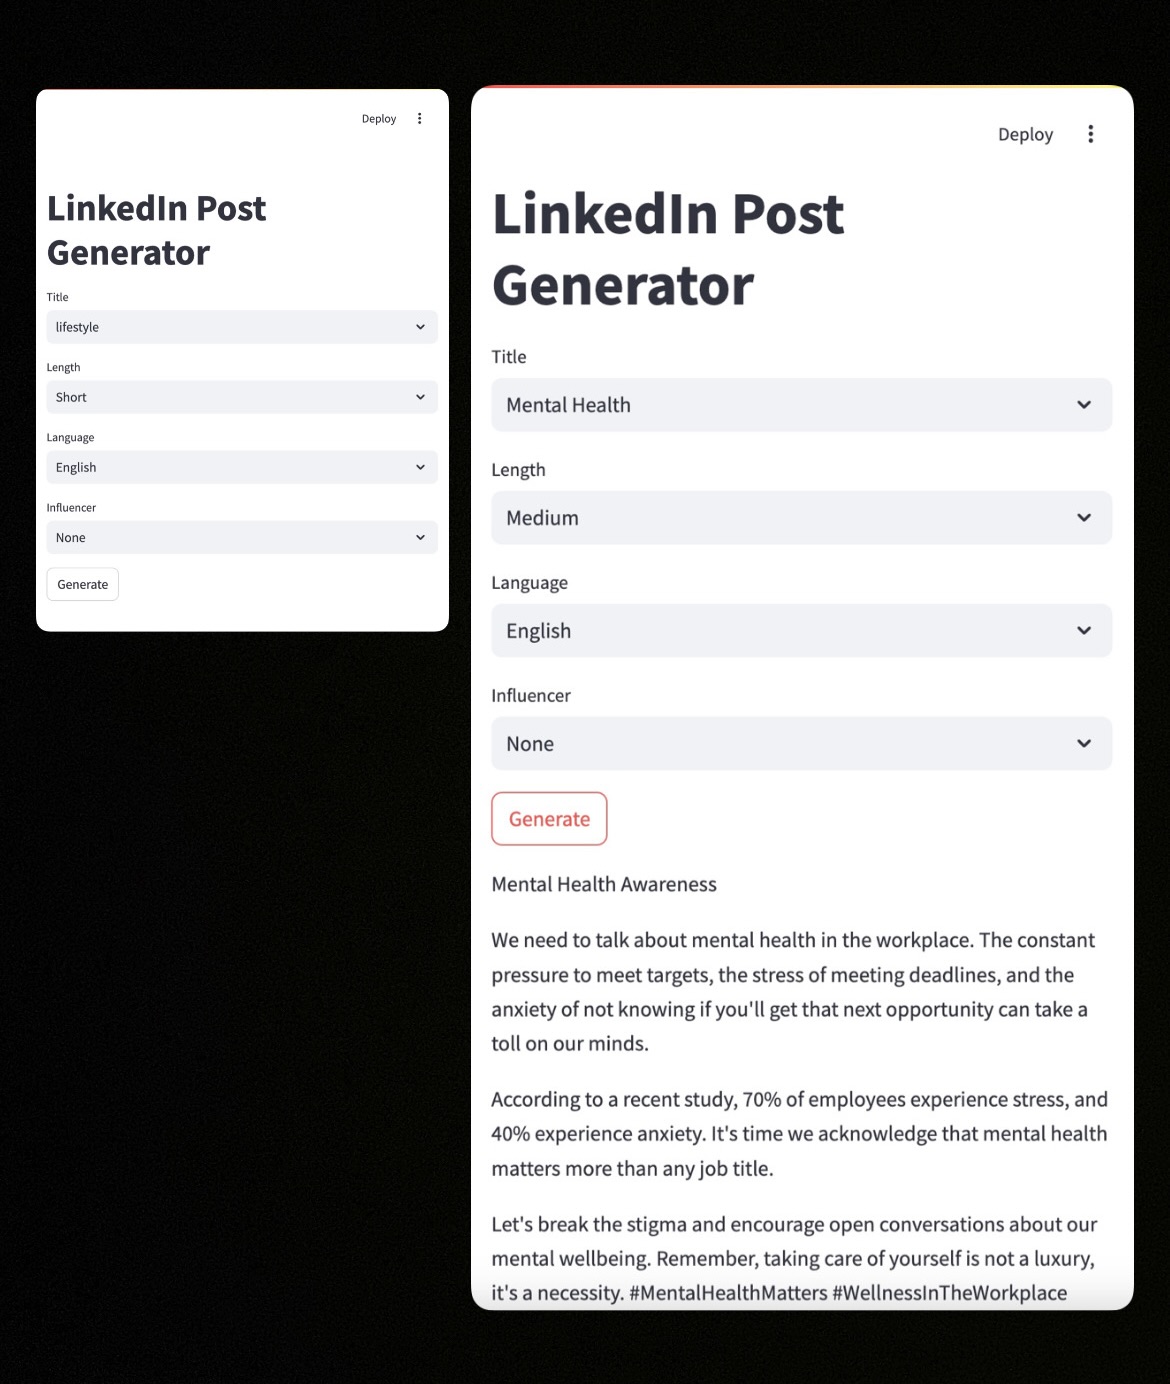 Deploy
LinkedIn Post
Generator
Title
lifestyle
Length
Short
Language
English
Influencer
None
Generate
Deploy
LinkedIn Post
Generator
Title
Mental Health
Length
Medium
Language
English
Influencer
None
Generate
Mental Health Awareness
We need to talk about mental health in the workplace. The constant
pressure to meet targets, the stress of meeting deadlines, and the
anxiety of not knowing if you'll get that next opportunity can take a
toll on our minds.
According to a recent study, 70% of employees experience stress, and
40% experience anxiety. It's time we acknowledge that mental health
matters more than any job title.
Let's break the stigma and encourage open conversations about our
mental wellbeing. Remember, taking care of yourself is not a luxury,
it's a necessity. #MentalHealthMatters #WellnessInTheWorkplace